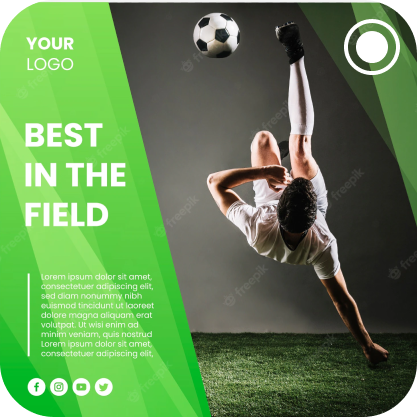 YOUR
LOGO
BEST
IN THE
FIELD
Lorem ipsum dolor sit amet,
consectetuer adipiscing elit,
sed diam nonummy nibh
euismod tincidunt ut laoreet
dolore magna aliquam erat
volutpat. Ut wisi enim ad
minim veniam, quis nostrud
Lorem ipsum dolor sit amet,
consectetuer adipiscing elit,
freepik